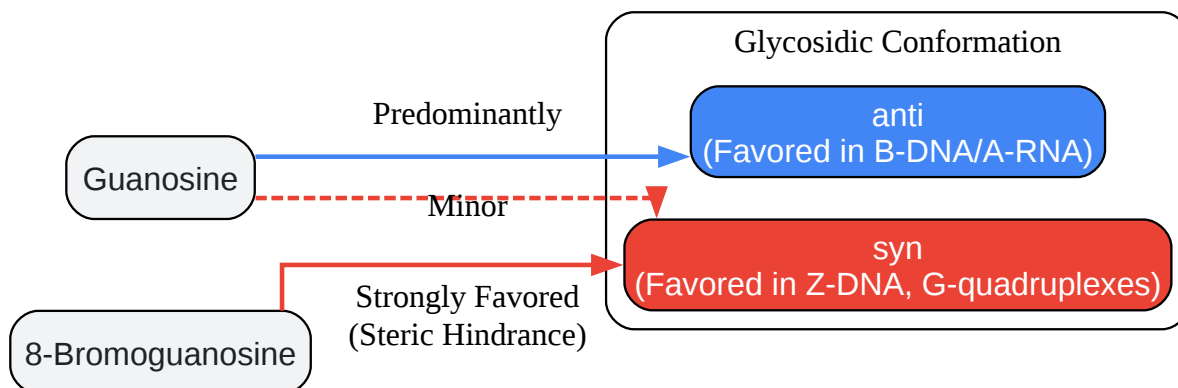 Glycosidic Conformation
Predominantly
anti
(Favored in B-DNA/A-RNA)
Guanosine
Minor
syn
(Favored in Z-DNA, G-quadruplexes)
Strongly Favored
(Steric Hindrance)
8-Bromoguanosine